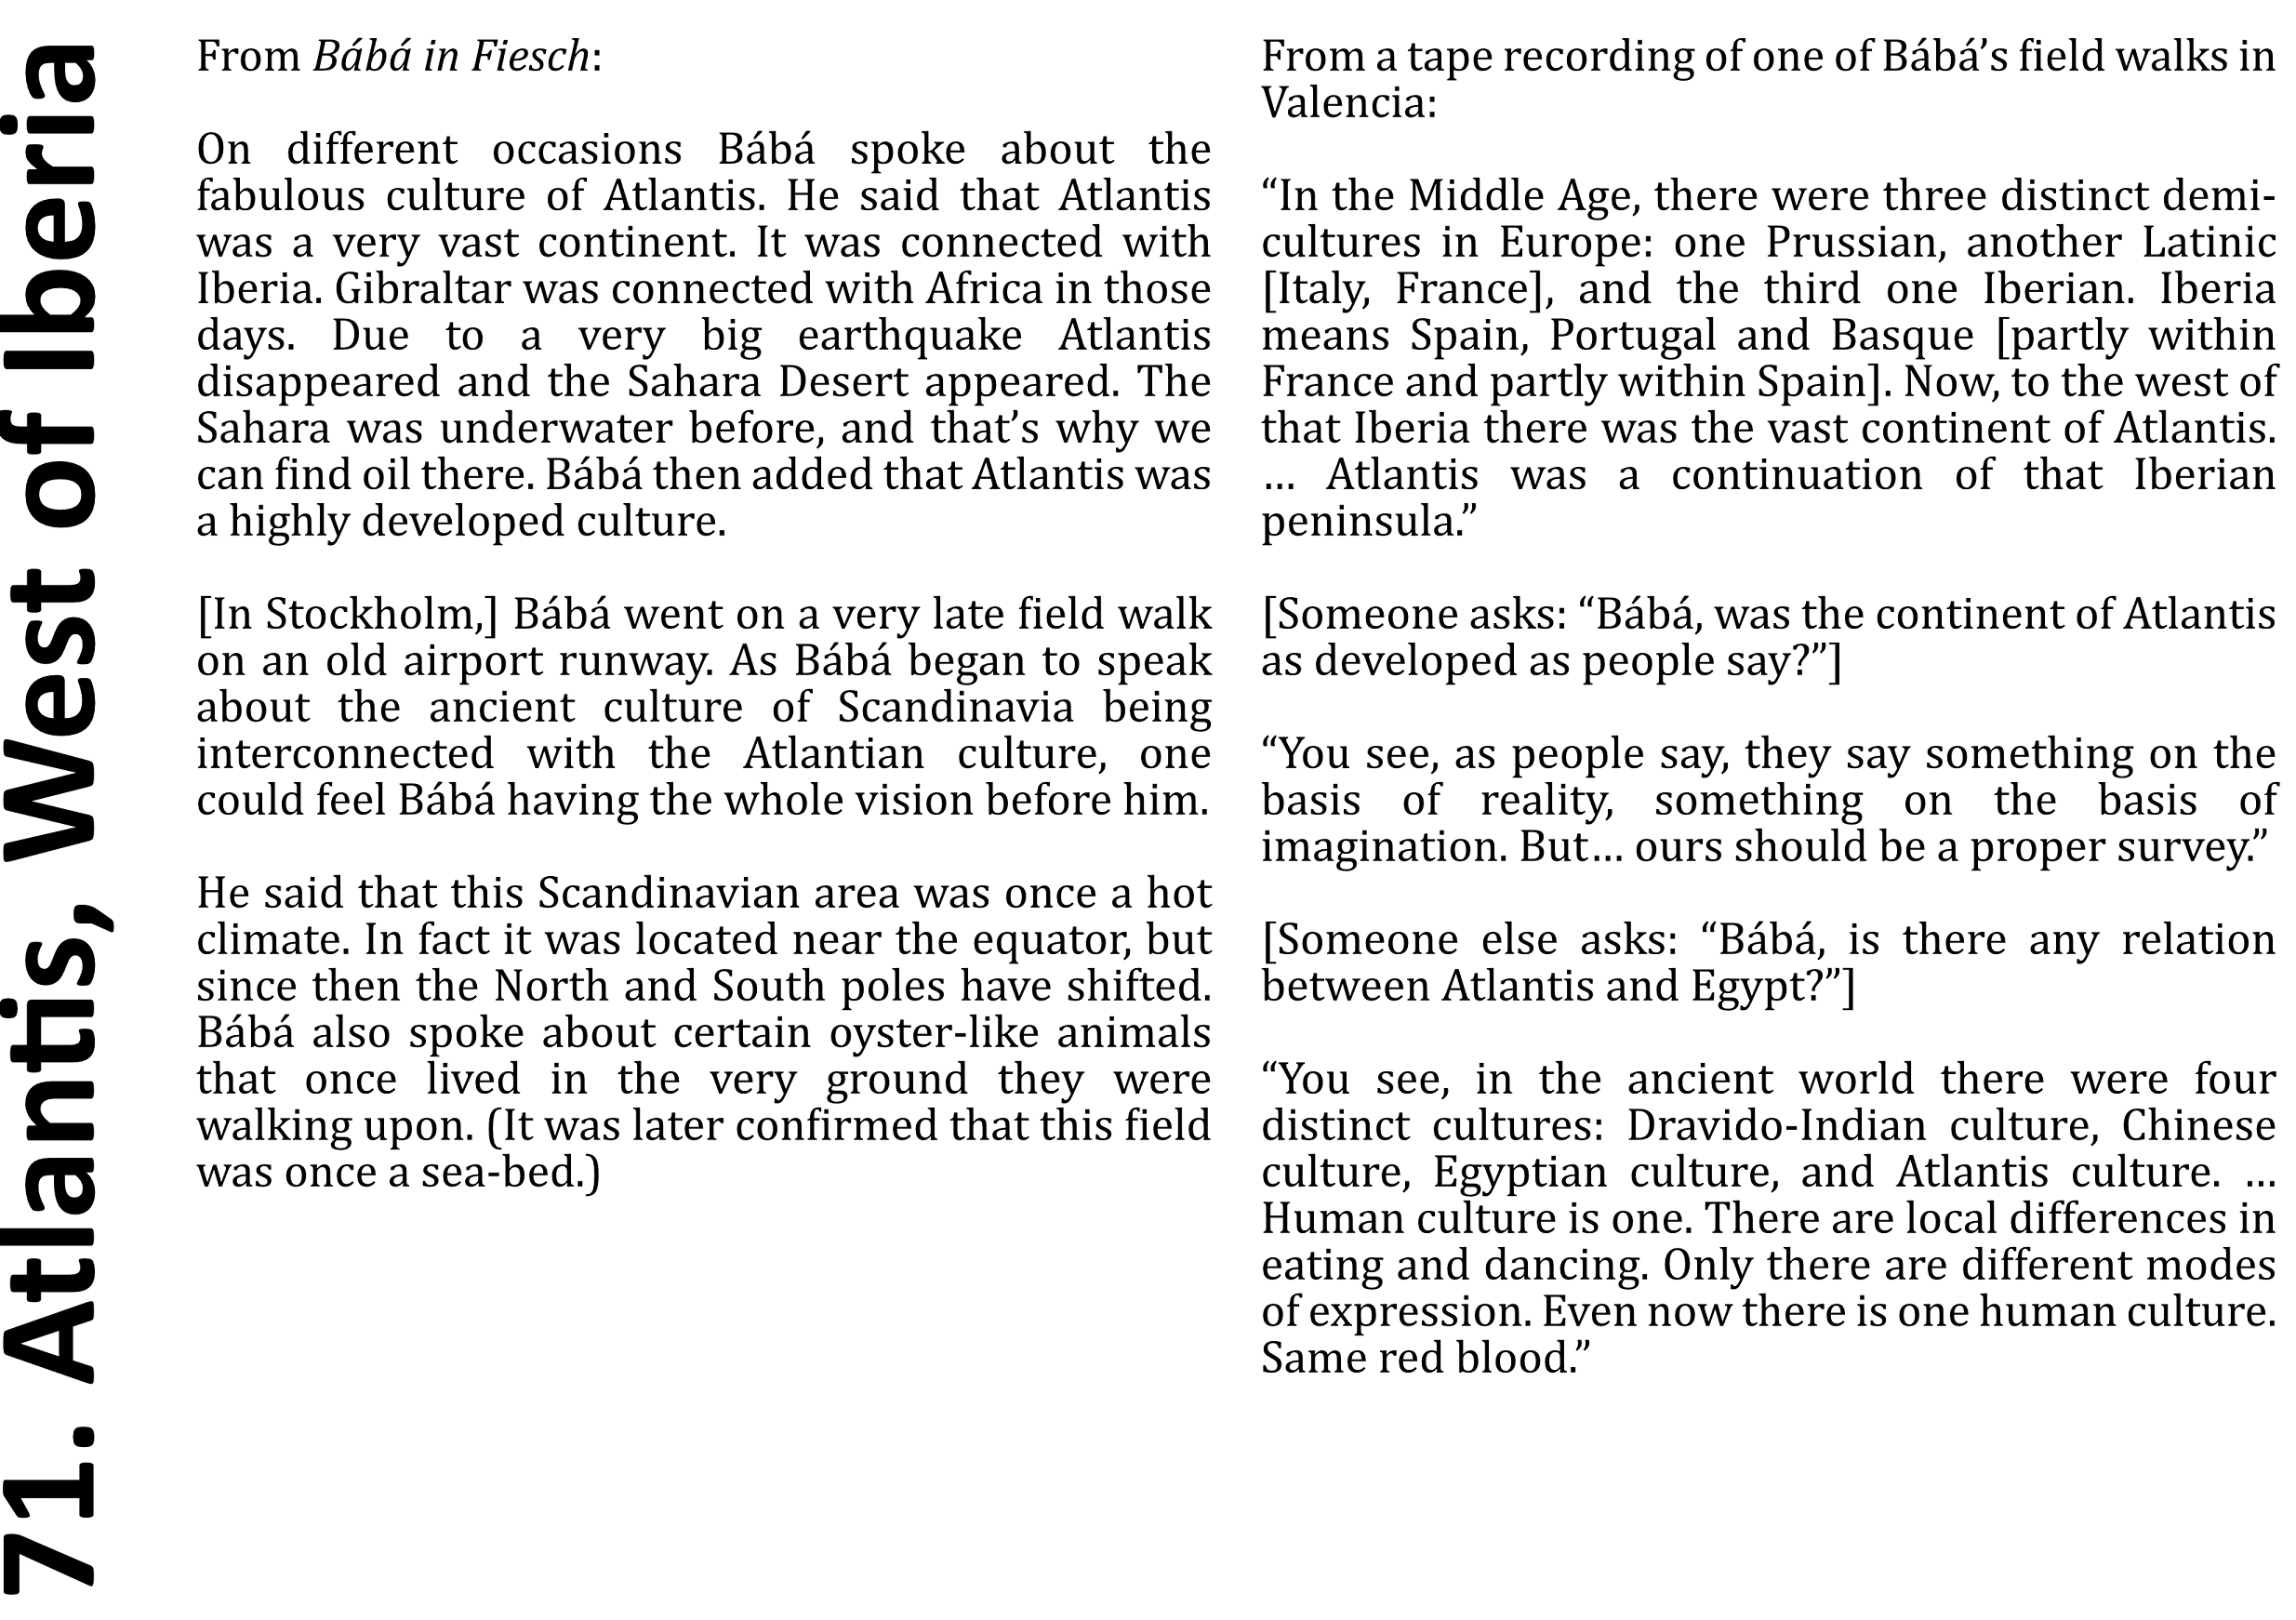 71. Atlantis, West of Iberia
From Bábá in Fiesch:
On different occasions Bábá spoke about the
fabulous culture of Atlantis. He said that Atlantis
was a very vast continent. It was connected with
Iberia. Gibraltar was connected with Africa in those
days. Due to a very big earthquake Atlantis
disappeared and the Sahara Desert appeared. The
Sahara was underwater before, and that’s why we
can find oil there. Bábá then added that Atlantis was
a highly developed culture.
[In Stockholm,] Bábá went on a very late field walk
on an old airport runway. As Bábá began to speak
about the ancient culture of Scandinavia being
interconnected with the Atlantian culture, one
could feel Bábá having the whole vision before him.
He said that this Scandinavian area was once a hot
climate. In fact it was located near the equator, but
since then the North and South poles have shifted.
Bábá also spoke about certain oyster-like animals
that once lived in the very ground they were
walking upon. (It was later confirmed that this field
was once a sea-bed.)
From a tape recording of one of Bábá’s field walks in
Valencia:
“In the Middle Age, there were three distinct demi-
cultures in Europe: one Prussian, another Latinic
[Italy, France], and the third one Iberian. Iberia
means Spain, Portugal and Basque [partly within
France and partly within Spain]. Now, to the west of
that Iberia there was the vast continent of Atlantis.
… Atlantis was a continuation of that Iberian
peninsula.”
[Someone asks: “Bábá, was the continent of Atlantis
as developed as people say?”]
“You see, as people say, they say something on the
basis of reality, something on the basis of
imagination. But… ours should be a proper survey.”
[Someone else asks: “Bábá, is there any relation
between Atlantis and Egypt?”]
“You see, in the ancient world there were four
distinct cultures: Dravido-Indian culture, Chinese
culture, Egyptian culture, and Atlantis culture. …
Human culture is one. There are local differences in
eating and dancing. Only there are different modes
of expression. Even now there is one human culture.
Same red blood.”